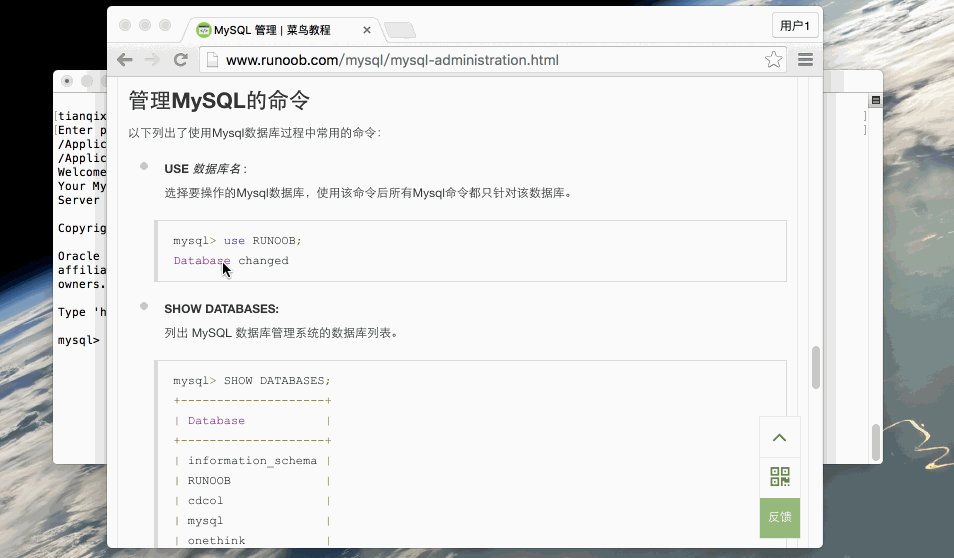 MySQL 管理 | 菜鸟教程
用户1
www.runoob.com/mysql/mysql-administration.html
管理MySQL的命令
以下列出了使用Mysql数据库过程中常用的命令：
USE 数据库名 :
选择要操作的Mysql数据库，使用该命令后所有Mysql命令都只针对该数据库。
mysql> use RUNOOB;
Database changed
SHOW DATABASES:
列出 MySQL 数据库管理系统的数据库列表。
mysql> SHOW DATABASES;
+--------------------+
| Database           |
+--------------------+
| information_schema |
| RUNOOB             |
| cdcol              |
| mysql              |
| onethink           |
反馈
[tianqix
[Enter p
/Applic
/Applic
Welcome
Your My
Server
Copyrig
Oracle
affilia
owners.
Type 'h
mysql>
]
]